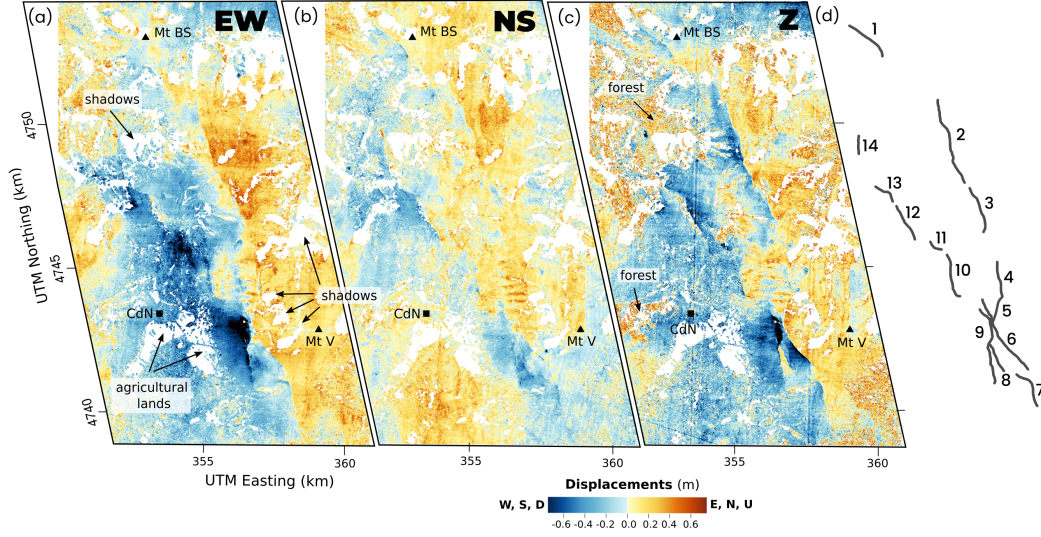 (a) EW
(b) NS
(c) Z
(d)
Mt BS
Mt BS
Mt BS
shadows
forest
shadows
forest
CdN
CdN
CdN
Mt V
Mt V
Mt V
agricultural
lands
4750
4745
4740
UTM Northing (km)
355
360
355
360
355
360
UTM Easting (km)
1
2
14
13
3
12
11
10
4
5
9
6
8
7
Displacements (m)
W, S, D
E, N, U
-0.6 -0.4 -0.2 0.0 0.2 0.4 0.6